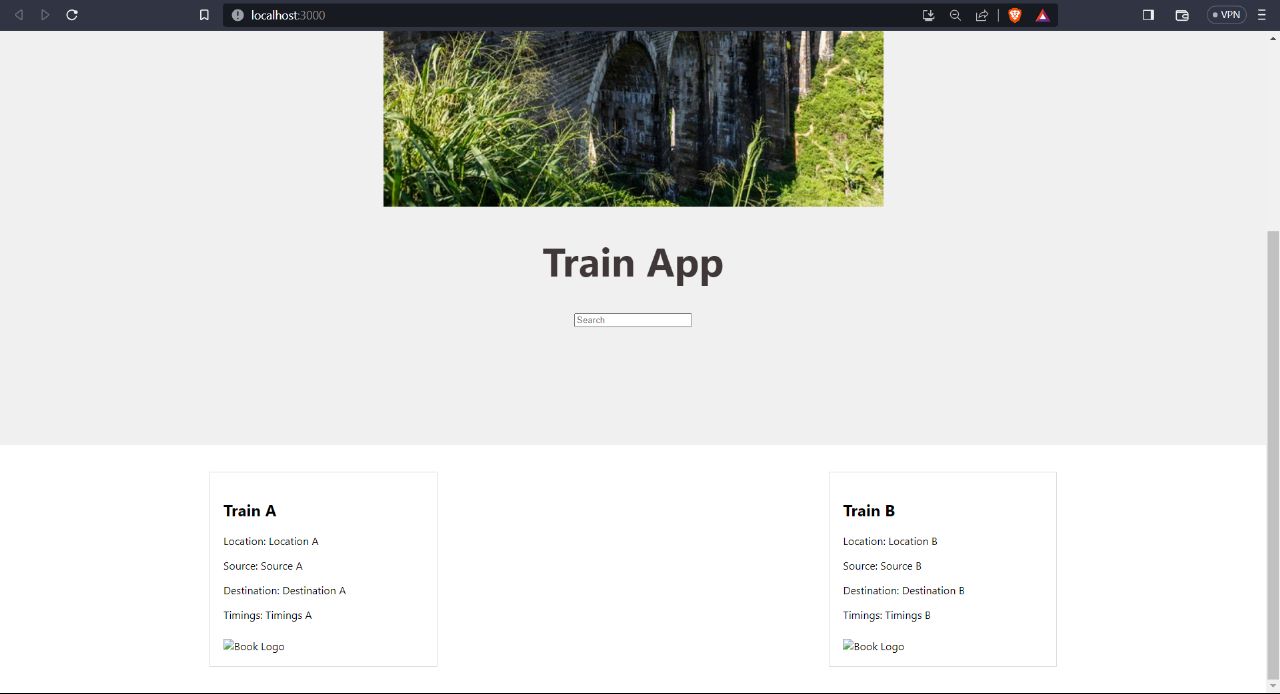 localhost:3000
VPN
Train App
Search
Train A
Location: Location A
Source: Source A
Destination: Destination A
Timings: Timings A
Book Logo
Train B
Location: Location B
Source: Source B
Destination: Destination B
Timings: Timings B
Book Logo